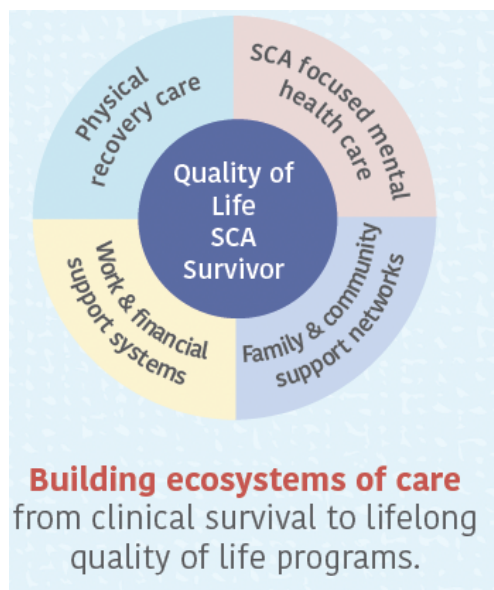 Physical
recovery care
SCA focused mental
health care
Quality of
Life
SCA
Survivor
Work & financial
support systems
Family & community
support networks
Building ecosystems of care
from clinical survival to lifelong
quality of life programs.